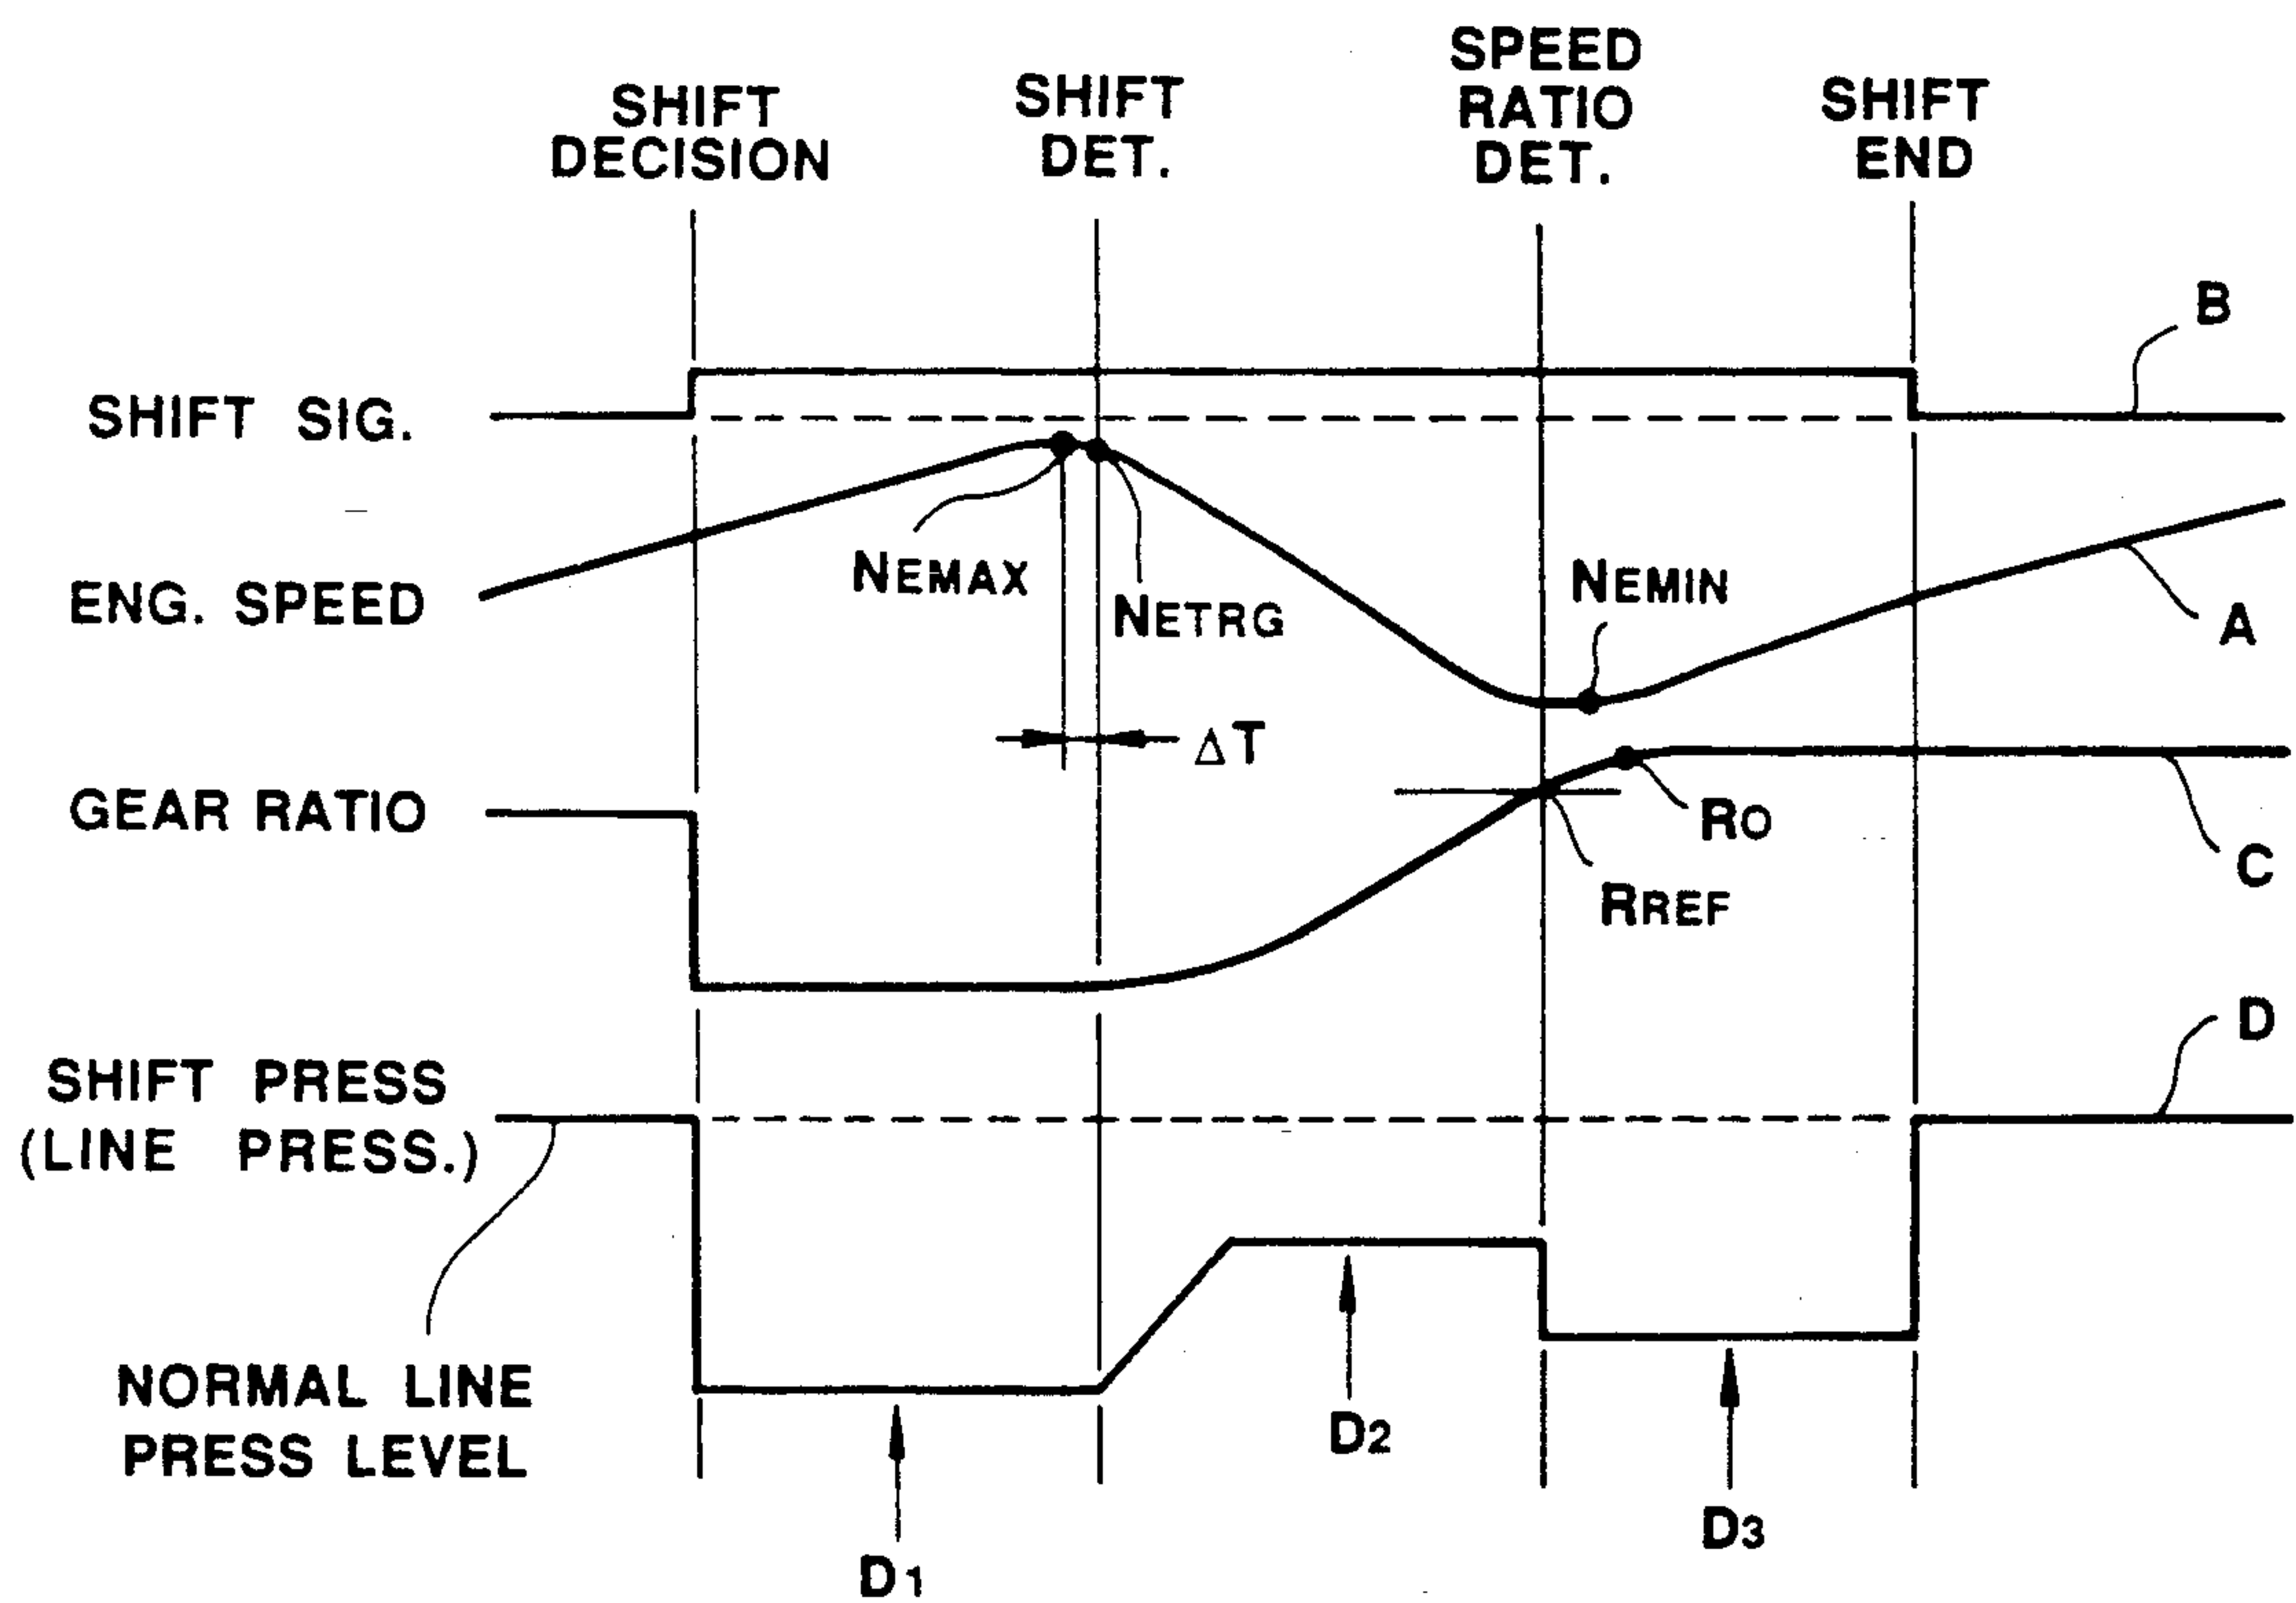 SHIFT
DECISION
SHIFT
DET.
SPEED
RATIO
DET.
SHIFT
END
B
SHIFT SIG.
NEMAX
NETRG
NEMIN
ENG. SPEED
A
ΔT
GEAR RATIO
RO
C
RREF
D
SHIFT PRESS
(LINE PRESS.)
NORMAL LINE
PRESS LEVEL
D1
D2
D3